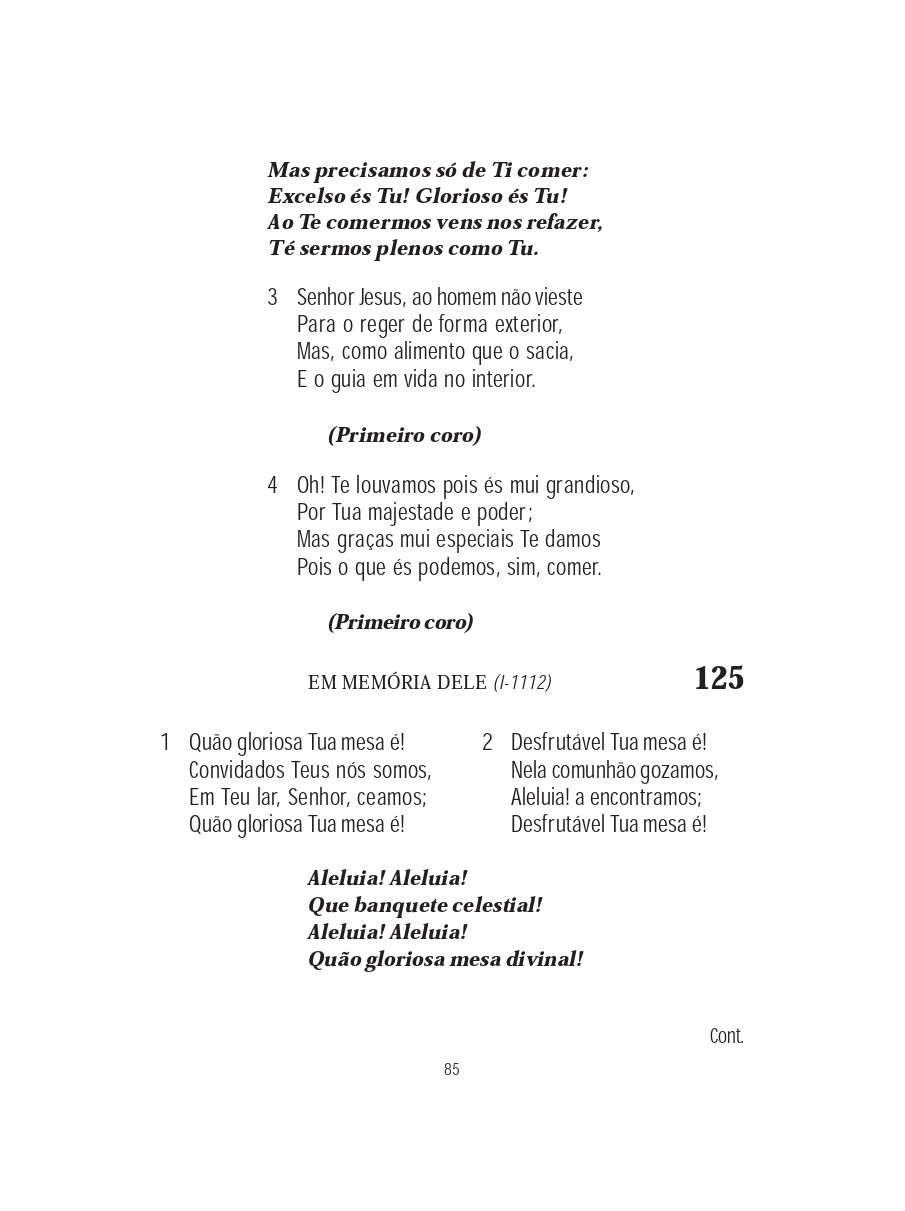 Mas precisamos só de Ti comer:
Excelso és Tu! Glorioso és Tu!
Ao Te comermos vens nos refazer,
Té sermos plenos como Tu.
3 Senhor Jesus, ao homem não vieste
Para o reger de forma exterior,
Mas, como alimento que o sacia,
E o guia em vida no interior.
(Primeiro coro)
4 Oh! Te louvamos pois és mui grandioso,
Por Tua majestade e poder;
Mas graças mui especiais Te damos
Pois o que és podemos, sim, comer.
(Primeiro coro)
EM MEMÓRIA DELE (I-1112) 125
1 Quão gloriosa Tua mesa é!
Convidados Teus nós somos,
Em Teu lar, Senhor, ceamos;
Quão gloriosa Tua mesa é!
2 Desfrutável Tua mesa é!
Nela comunhão gozamos,
Aleluia! a encontramos;
Desfrutável Tua mesa é!
Aleluia! Aleluia!
Que banquete celestial!
Aleluia! Aleluia!
Quão gloriosa mesa divinal!
Cont.
85